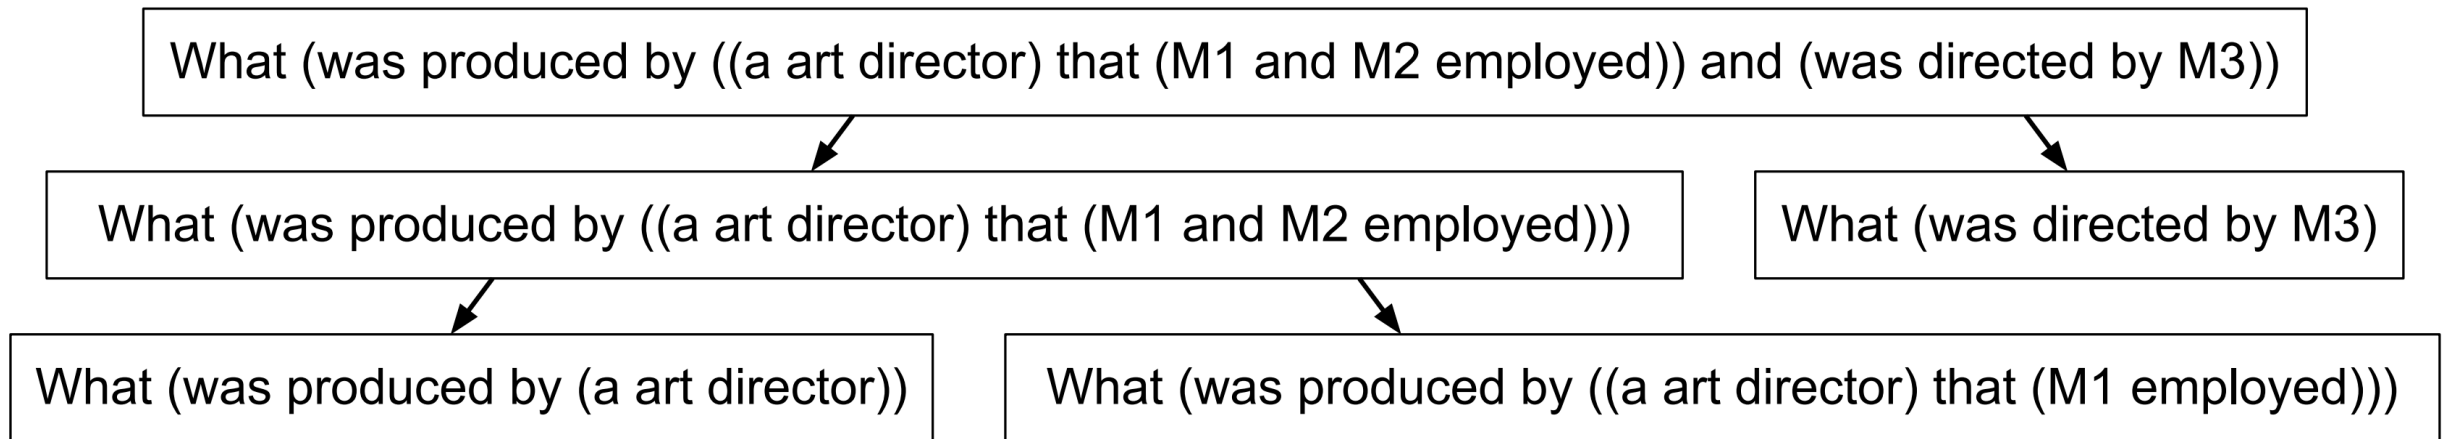 What (was produced by ((a art director) that (M1 and M2 employed)) and (was directed by M3))
What (was produced by ((a art director) that (M1 and M2 employed)))
What (was directed by M3)
What (was produced by (a art director))
What (was produced by ((a art director) that (M1 employed)))